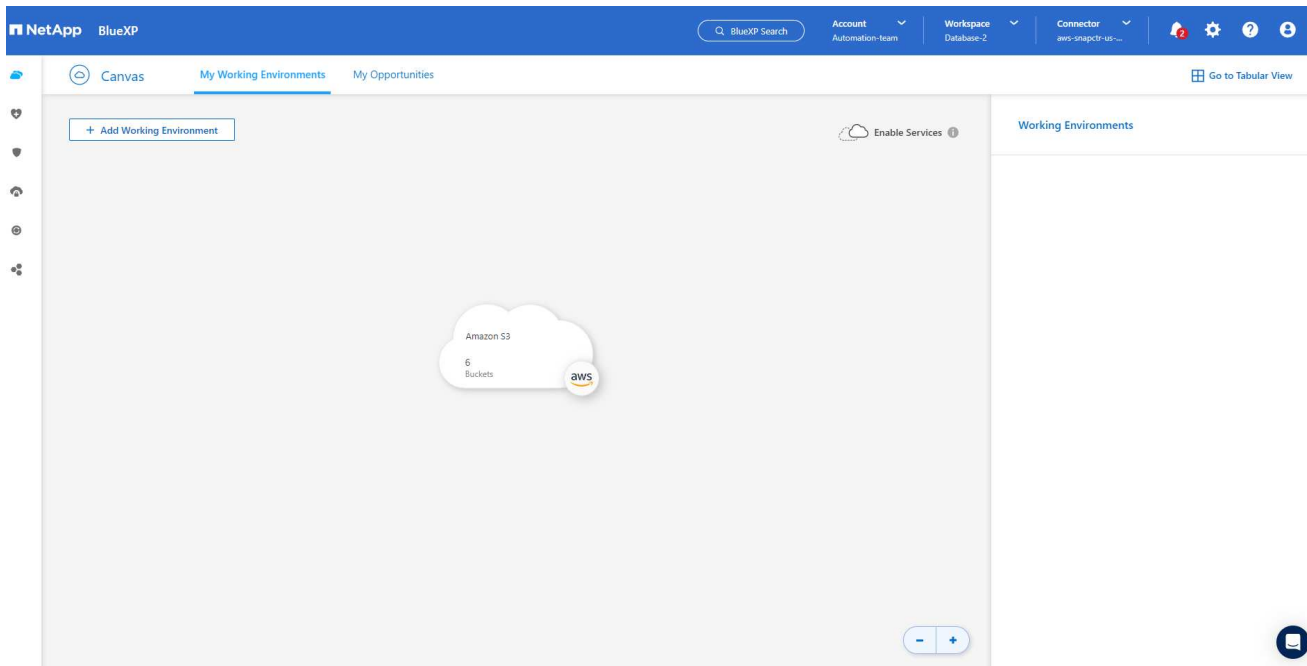 NetApp BlueXP
BlueXP Search
Account
Automation-team
Workspace
Database-2
Connector
aws-snapctr-us-...
2
Canvas
My Working Environments
My Opportunities
Go to Tabular View
+ Add Working Environment
Enable Services
Working Environments
Amazon S3
6
Buckets
aws